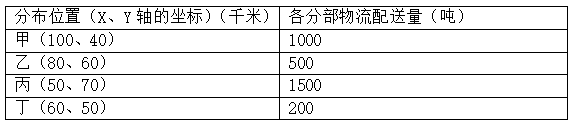 分布位置（X、Y 轴的坐标）（千米） 各分部物流配送量（吨）
甲（100、40） 1000
乙（80、60） 500
丙（50、70） 1500
丁（60、50） 200